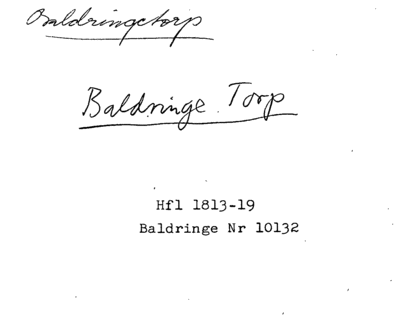 Baldringetorp
Baldringe Torp
Hfl 1813-19
Baldringe Nr 10132